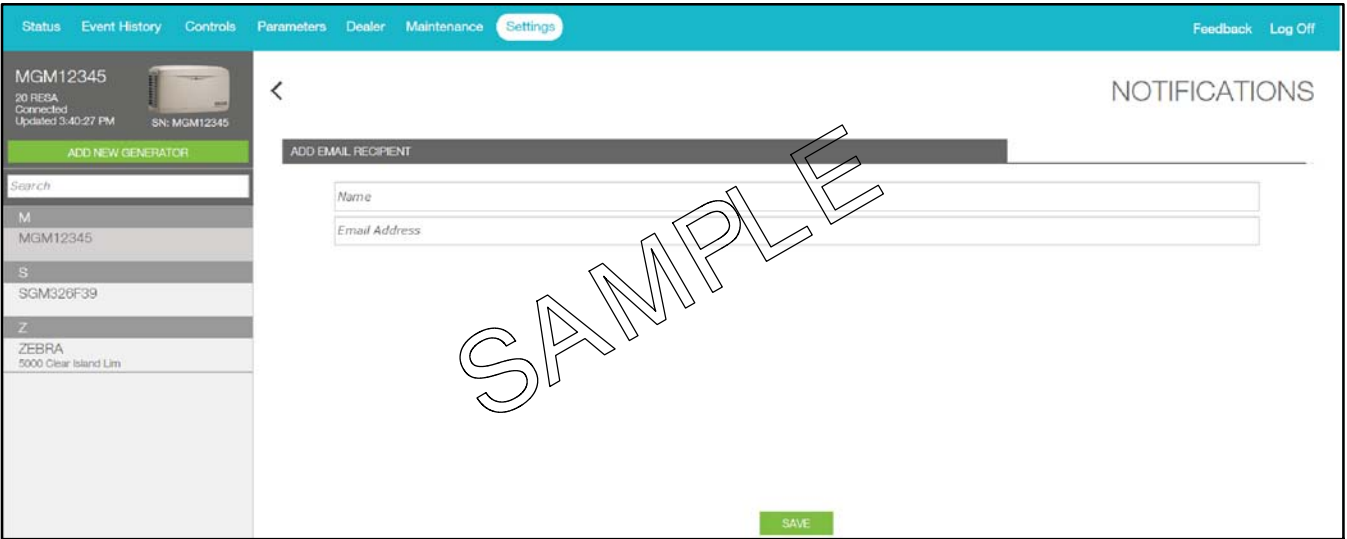 Status Event History Controls Parameters Dealer Maintenance Settings Feedback Log Off
MGM12345
20 RESA
Connected
Updated 3:40:27 PM
SN: MGM12345
ADD NEW GENERATOR
Search
M
MGM12345
S
SGM326F39
Z
ZEBRA
5000 Clear Island Lim
NOTIFICATIONS
ADD EMAIL RECIPIENT
Name
Email Address
SAMPLE
SAVE